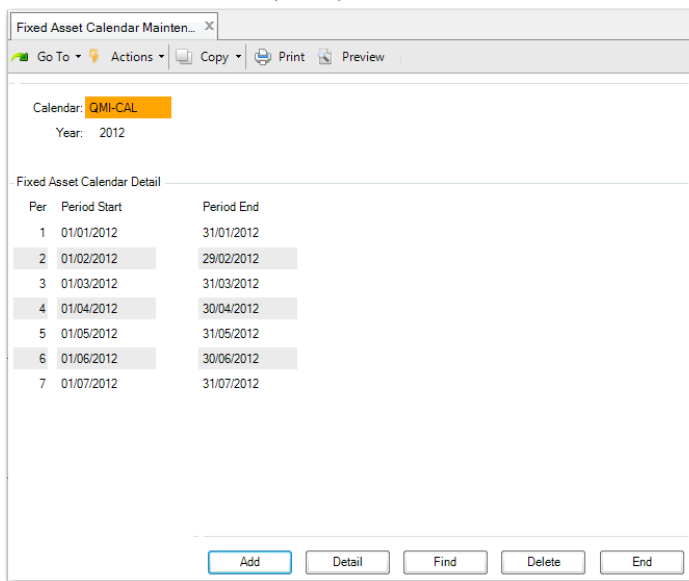 Fixed Asset Calendar Mainten... X
Go To Actions Copy Print Preview
Calendar: QMI-CAL
Year: 2012
Fixed Asset Calendar Detail
Per Period Start Period End
1 01/01/2012 31/01/2012
2 01/02/2012 29/02/2012
3 01/03/2012 31/03/2012
4 01/04/2012 30/04/2012
5 01/05/2012 31/05/2012
6 01/06/2012 30/06/2012
7 01/07/2012 31/07/2012
Add Detail Find Delete End